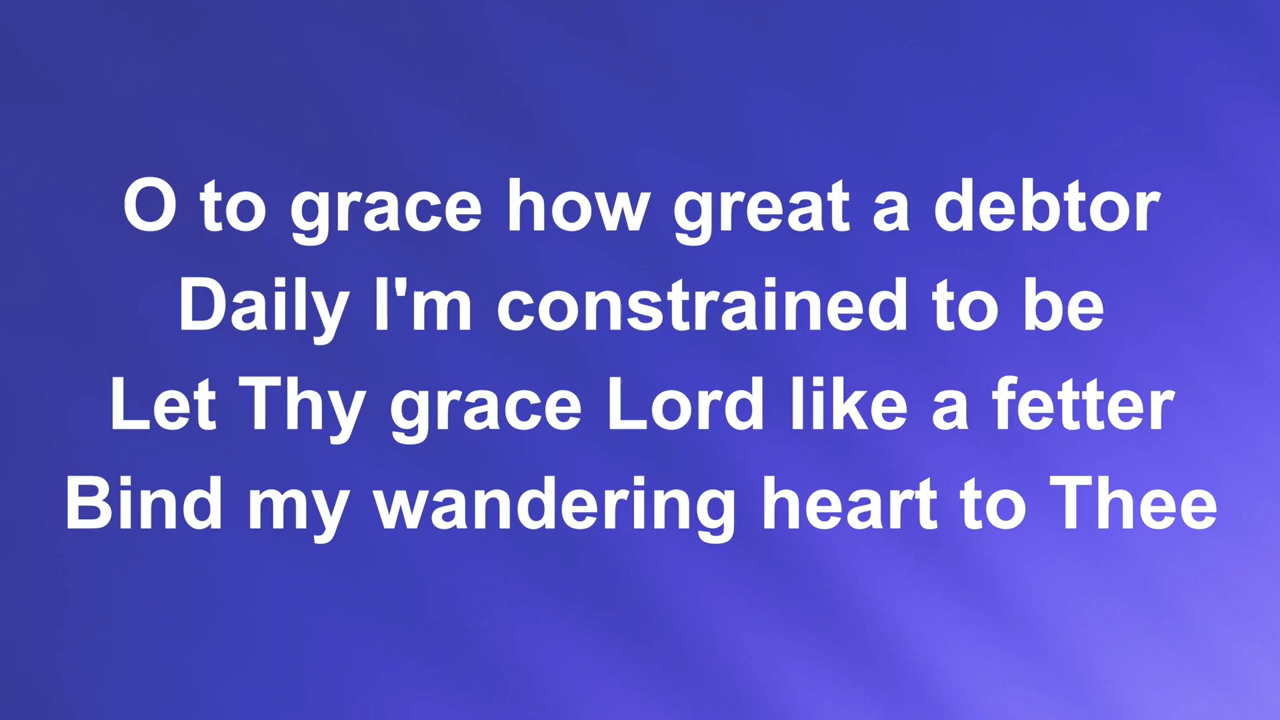 O to grace how great a debtor
Daily I'm constrained to be
Let Thy grace Lord like a fetter
Bind my wandering heart to Thee